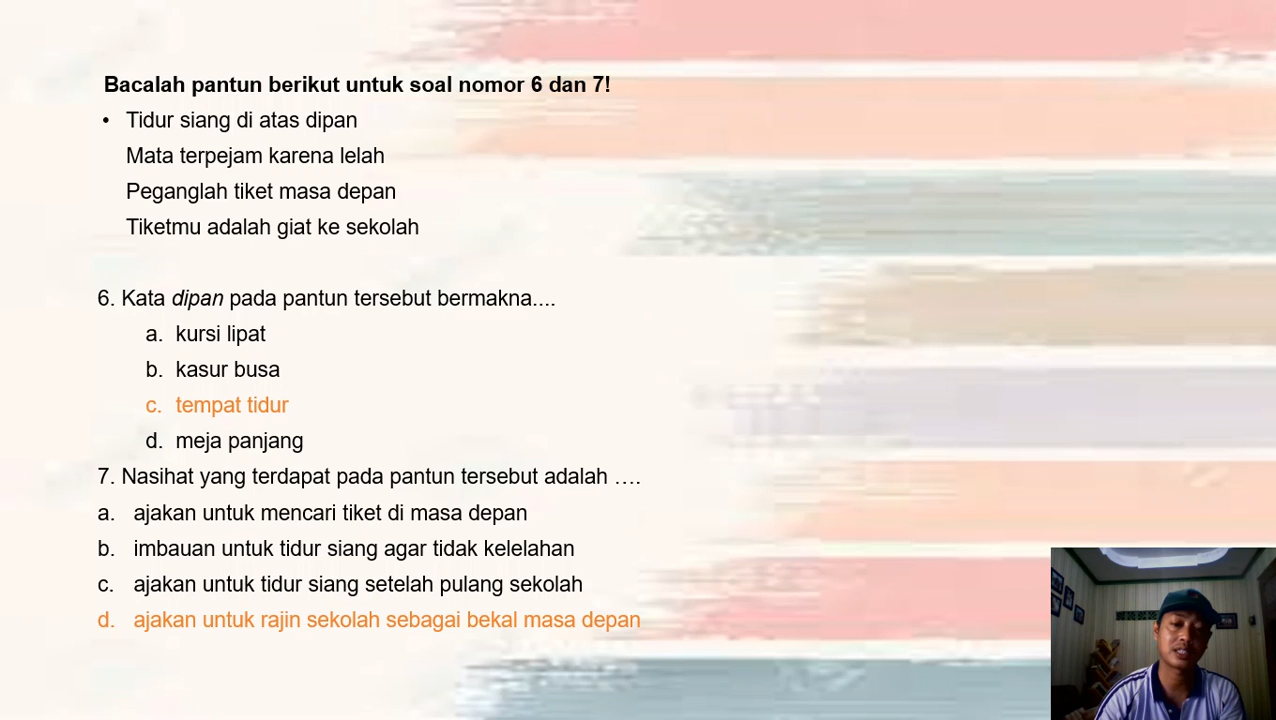 Bacalah pantun berikut untuk soal nomor 6 dan 7!
• Tidur siang di atas dipan
Mata terpejam karena lelah
Peganglah tiket masa depan
Tiketmu adalah giat ke sekolah
6. Kata dipan pada pantun tersebut bermakna....
a. kursi lipat
b. kasur busa
c. tempat tidur
d. meja panjang
7. Nasihat yang terdapat pada pantun tersebut adalah ….
a. ajakan untuk mencari tiket di masa depan
b. imbauan untuk tidur siang agar tidak kelelahan
c. ajakan untuk tidur siang setelah pulang sekolah
d. ajakan untuk rajin sekolah sebagai bekal masa depan